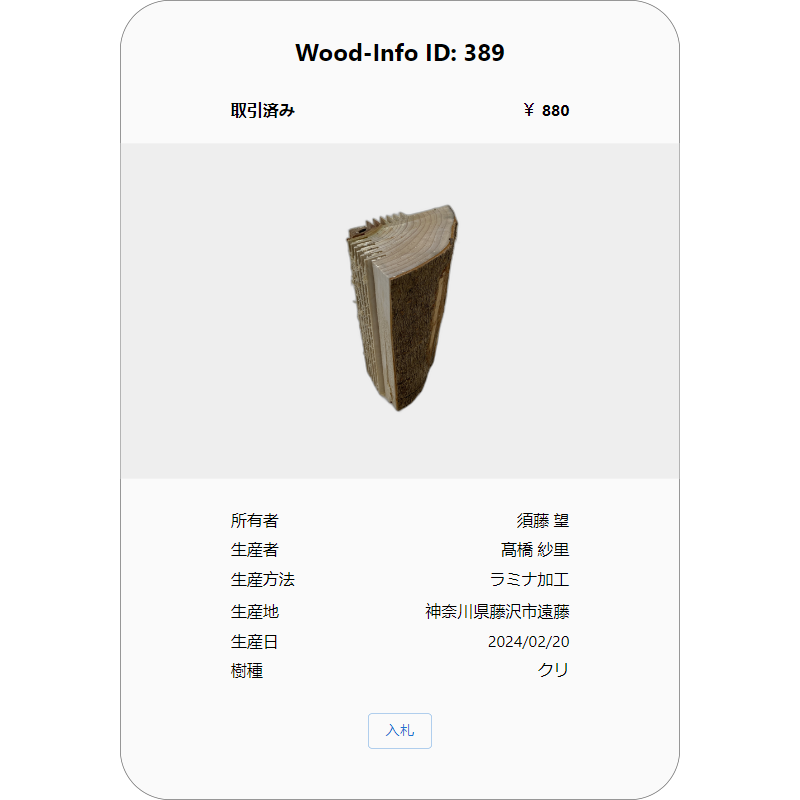 Wood-Info ID: 389
取引済み ￥ 880
所有者 須藤 望
生産者 髙橋 紗里
生産方法 ラミナ加工
生産地 神奈川県藤沢市遠藤
生産日 2024/02/20
樹種 クリ
入札